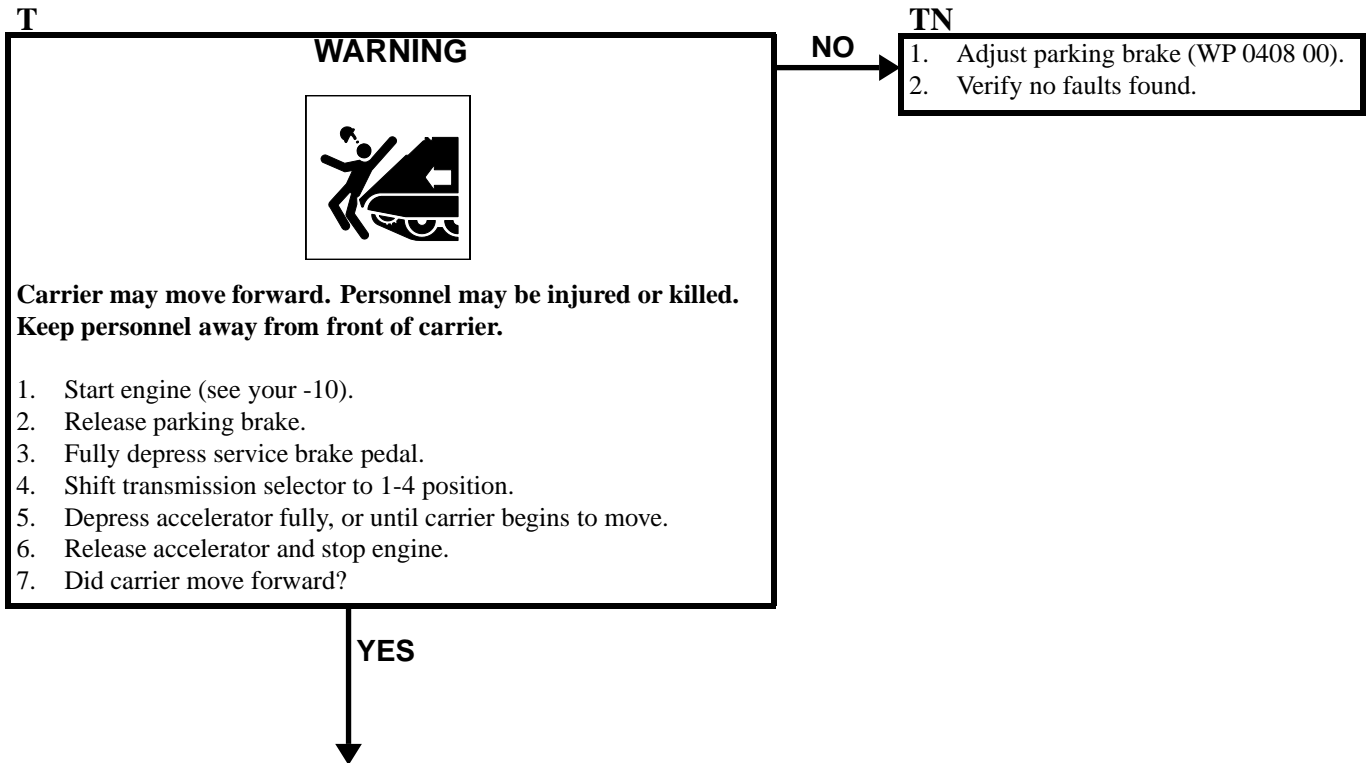 T
WARNING
Carrier may move forward. Personnel may be injured or killed.
Keep personnel away from front of carrier.
1. Start engine (see your -10).
2. Release parking brake.
3. Fully depress service brake pedal.
4. Shift transmission selector to 1-4 position.
5. Depress accelerator fully, or until carrier begins to move.
6. Release accelerator and stop engine.
7. Did carrier move forward?
NO
TN
1. Adjust parking brake (WP 0408 00).
2. Verify no faults found.
YES